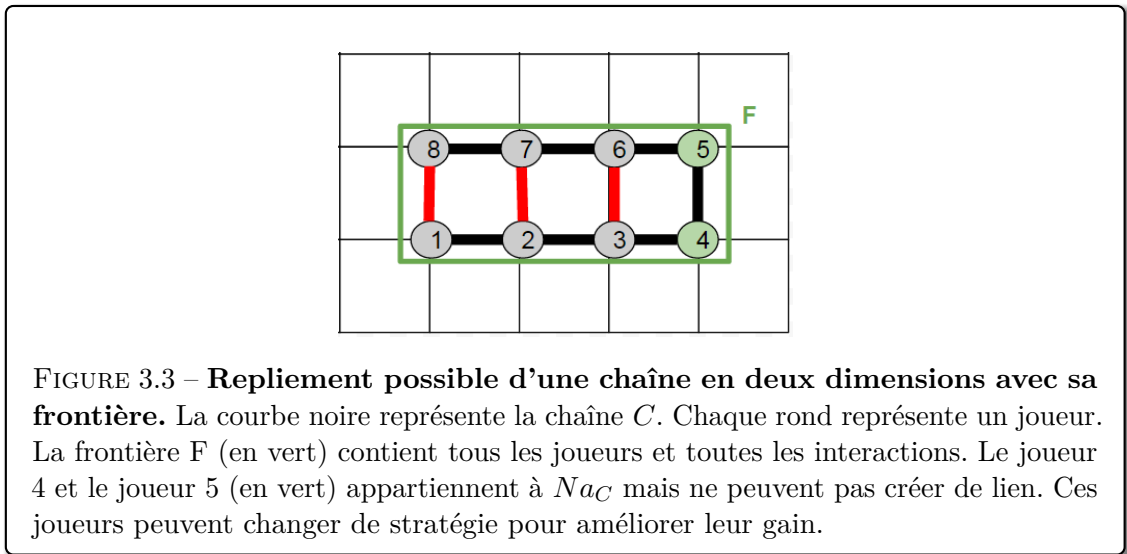 F
8 7 6 5
1 2 3 4
FIGURE 3.3 – Repliement possible d'une chaîne en deux dimensions avec sa
frontière. La courbe noire représente la chaîne C. Chaque rond représente un joueur.
La frontière F (en vert) contient tous les joueurs et toutes les interactions. Le joueur
4 et le joueur 5 (en vert) appartiennent à Na_C mais ne peuvent pas créer de lien. Ces
joueurs peuvent changer de stratégie pour améliorer leur gain.